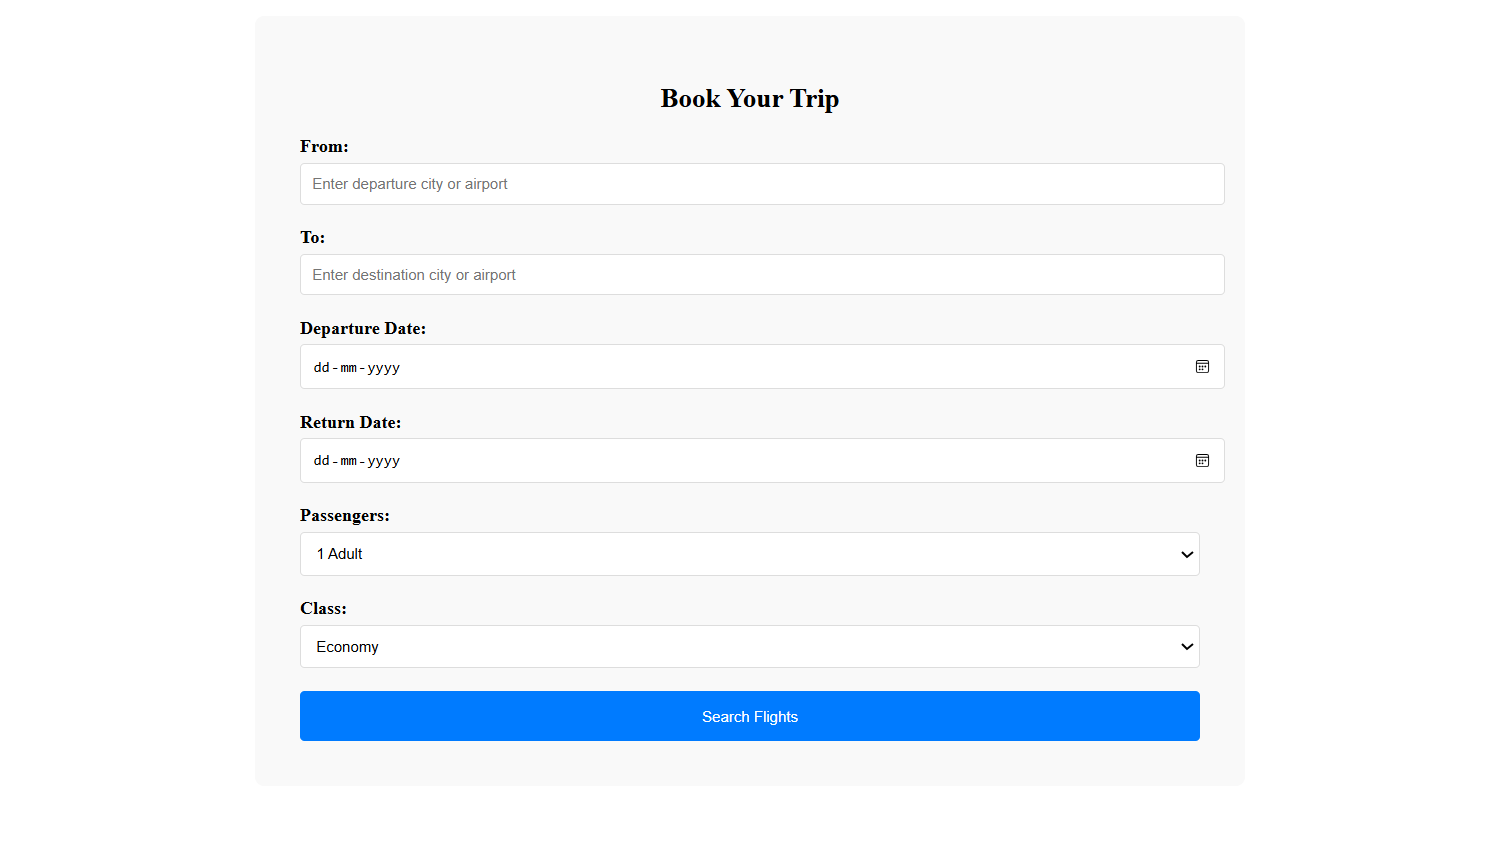 Book Your Trip
From:
Enter departure city or airport
To:
Enter destination city or airport
Departure Date:
dd-mm-yyyy
Return Date:
dd-mm-yyyy
Passengers:
1 Adult
Class:
Economy
Search Flights